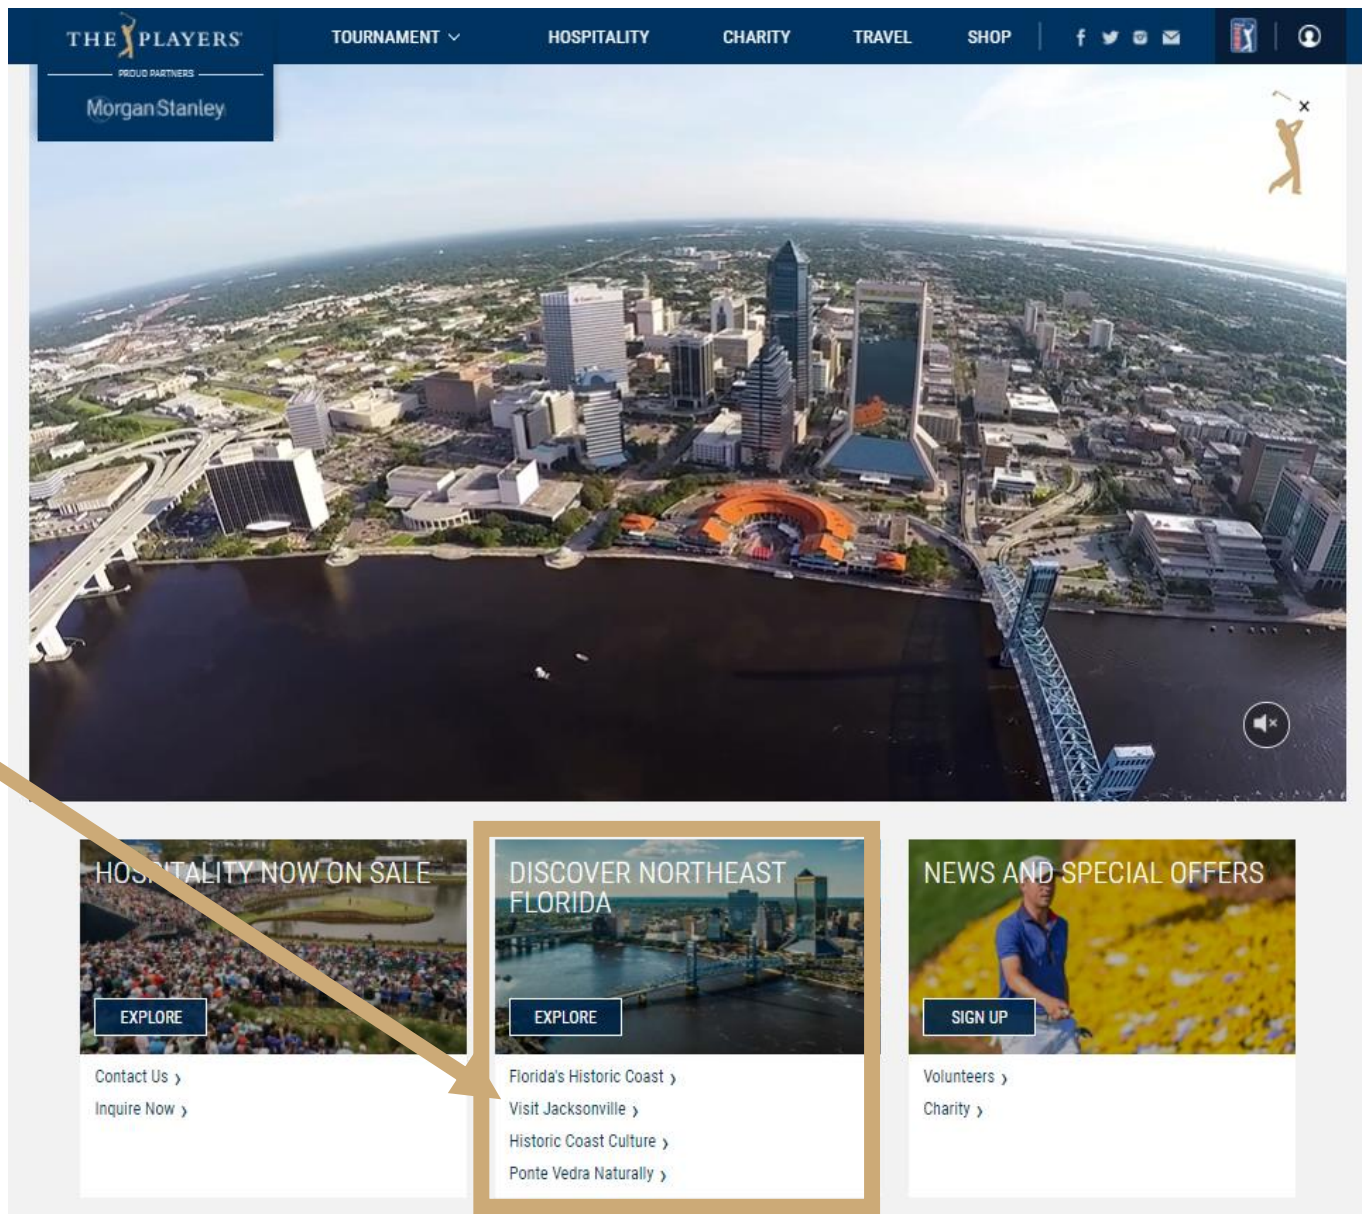 THE PLAYERS
PROUD PARTNERS
Morgan Stanley
TOURNAMENT
HOSPITALITY
CHARITY
TRAVEL
SHOP
HOSPITALITY NOW ON SALE
EXPLORE
Contact Us
Inquire Now
DISCOVER NORTHEAST
FLORIDA
EXPLORE
Florida's Historic Coast
Visit Jacksonville
Historic Coast Culture
Ponte Vedra Naturally
NEWS AND SPECIAL OFFERS
SIGN UP
Volunteers
Charity